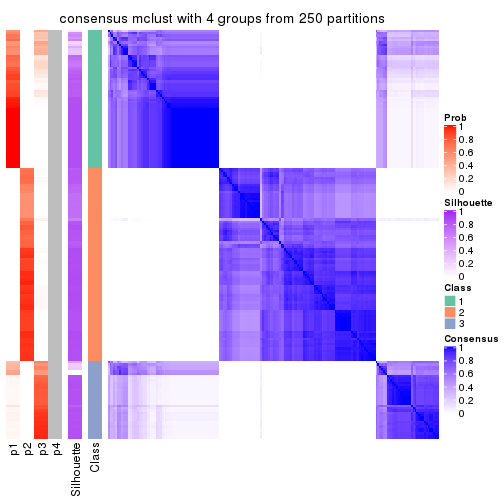 consensus mclust with 4 groups from 250 partitions
Prob
1
0.8
0.6
0.4
0.2
0
Silhouette
1
0.8
0.6
0.4
0.2
0
Class
1
2
3
Consensus
1
0.8
0.6
0.4
0.2
0
p1
p2
p3
p4
Silhouette
Class